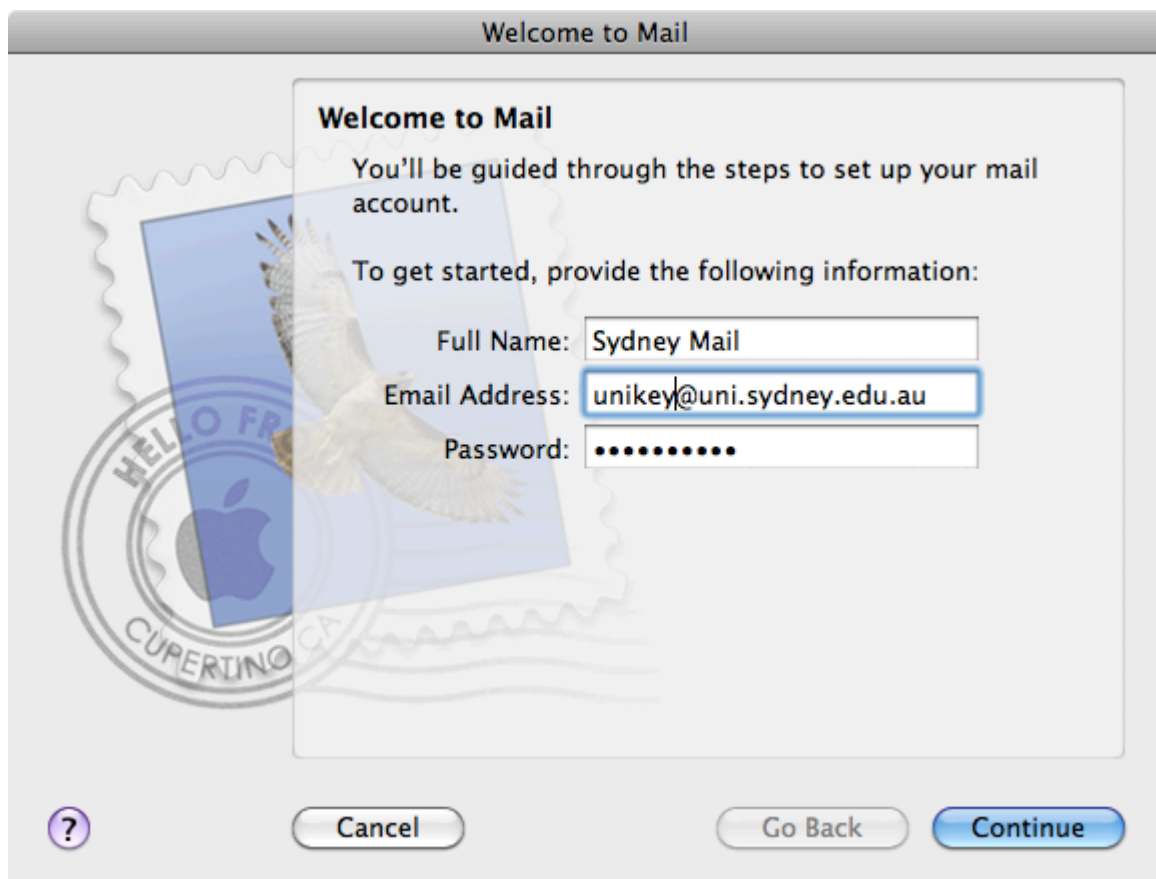 Welcome to Mail
Welcome to Mail
You’ll be guided through the steps to set up your mail
account.
To get started, provide the following information:
Full Name: Sydney Mail
Email Address: unikey@uni.sydney.edu.au
Password: ••••••••••
HELLO FR
CUPERTINO CA
? Cancel Go Back Continue